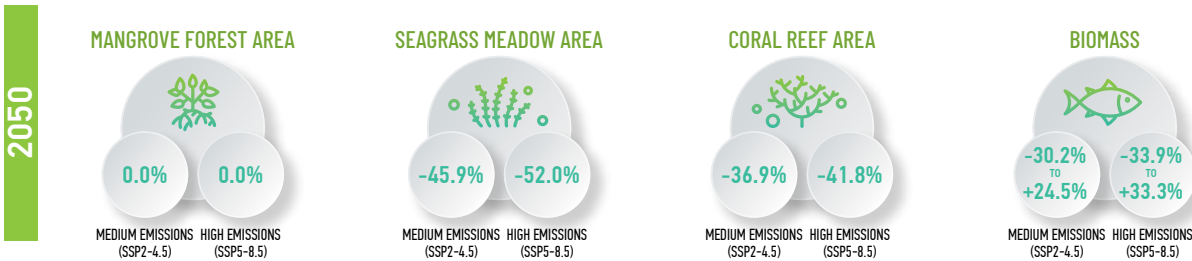 2050
MANGROVE FOREST AREA
0.0%
0.0%
MEDIUM EMISSIONS
(SSP2-4.5)
HIGH EMISSIONS
(SSP5-8.5)
SEAGRASS MEADOW AREA
-45.9%
-52.0%
MEDIUM EMISSIONS
(SSP2-4.5)
HIGH EMISSIONS
(SSP5-8.5)
CORAL REEF AREA
-36.9%
-41.8%
MEDIUM EMISSIONS
(SSP2-4.5)
HIGH EMISSIONS
(SSP5-8.5)
BIOMASS
-30.2%
TO
+24.5%
-33.9%
TO
+33.3%
MEDIUM EMISSIONS
(SSP2-4.5)
HIGH EMISSIONS
(SSP5-8.5)